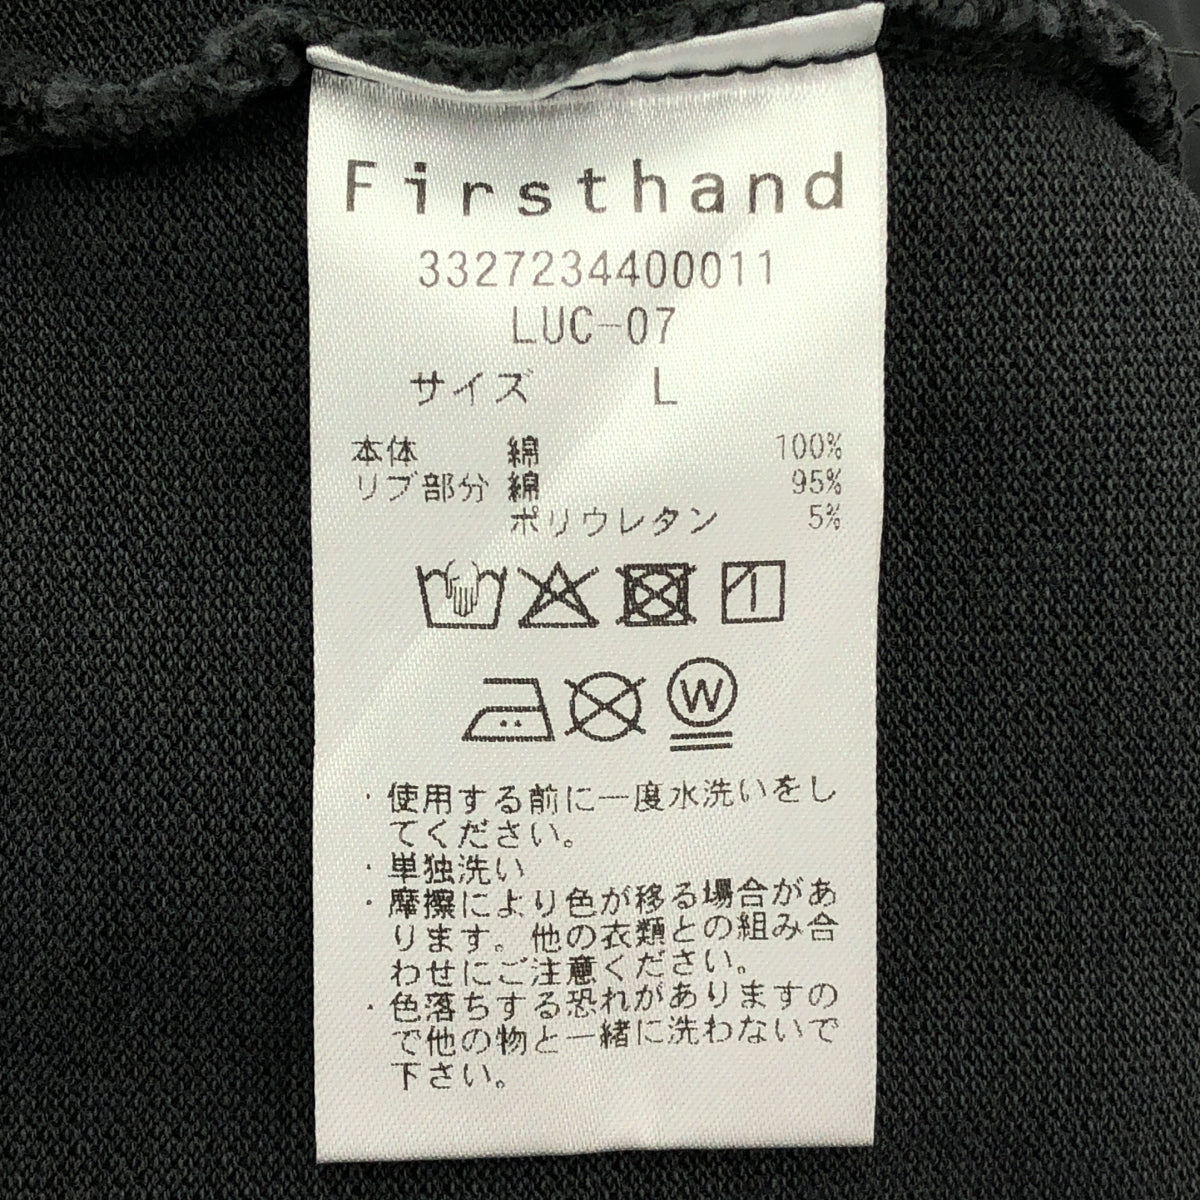 Firsthand
3327234400011
LUC-07
サイズ L
本体 綿 100%
リブ部分 綿 95%
ポリウレタン 5%
1
W
・使用する前に一度水洗いをし
てください。
・単独洗い
・摩擦により色が移る場合があ
ります。他の衣類との組み合
わせにご注意ください。
・色落ちする恐れがありますの
で他の物と一緒に洗わないで
下さい。